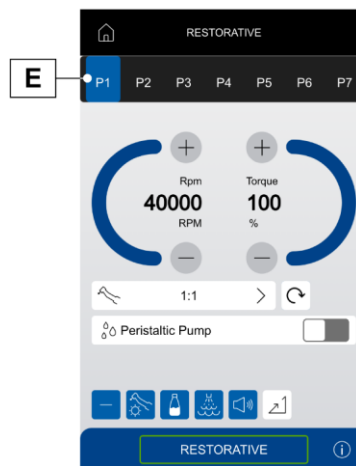 RESTORATIVE
E
P1 P2 P3 P4 P5 P6 P7
Rpm Torque
40000 100
RPM %
1:1
Peristaltic Pump
RESTORATIVE